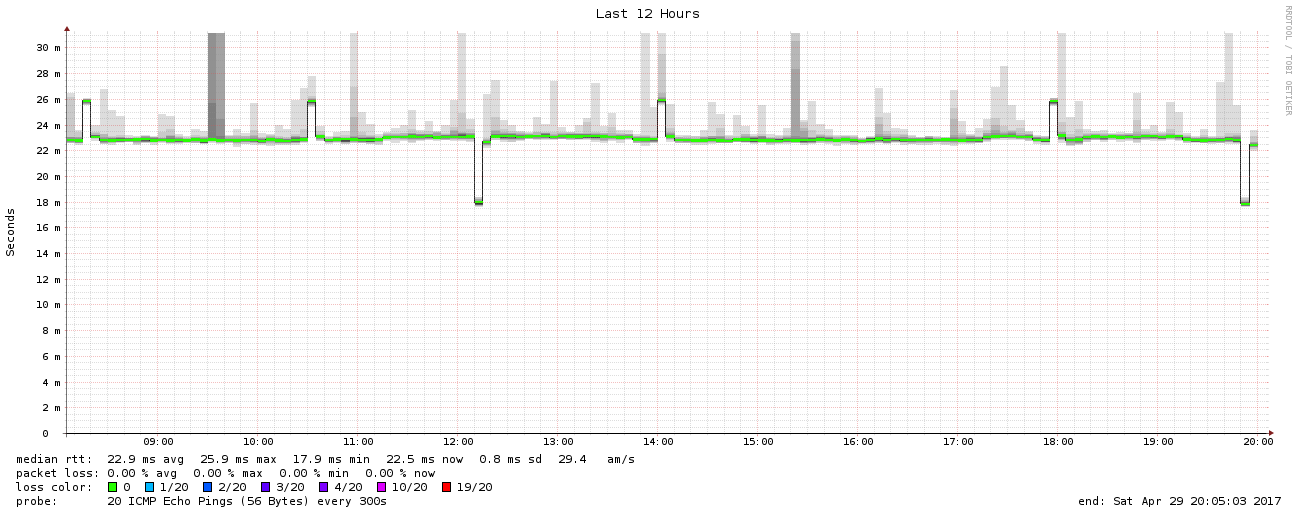 Last 12 Hours
RRDTOOL / TOBI OETIKER
Seconds
30 m
28 m
26 m
24 m
22 m
20 m
18 m
16 m
14 m
12 m
10 m
8 m
6 m
4 m
2 m
0
09:00 10:00 11:00 12:00 13:00 14:00 15:00 16:00 17:00 18:00 19:00 20:00
median rtt: 22.9 ms avg 25.9 ms max 17.9 ms min 22.5 ms now 0.8 ms sd 29.4 am/s
packet loss: 0.00 % avg 0.00 % max 0.00 % min 0.00 % now
loss color: 0 1/20 2/20 3/20 4/20 10/20 19/20
probe: 20 ICMP Echo Pings (56 Bytes) every 300s end: Sat Apr 29 20:05:03 2017